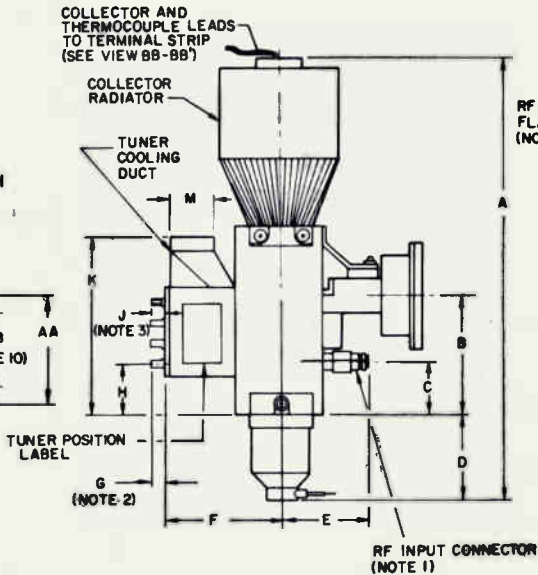 COLLECTOR AND
THERMOCOUPLE LEADS
TO TERMINAL STRIP
(SEE VIEW BB-BB')
COLLECTOR
RADIATOR
RF
TUNER
COOLING
DUCT
M
A
K
J
(NOTE 3)
AA
B
H
C
D
TUNER POSITION
LABEL
G
(NOTE 2)
F
E
RF INPUT CONNECTOR
(NOTE 1)